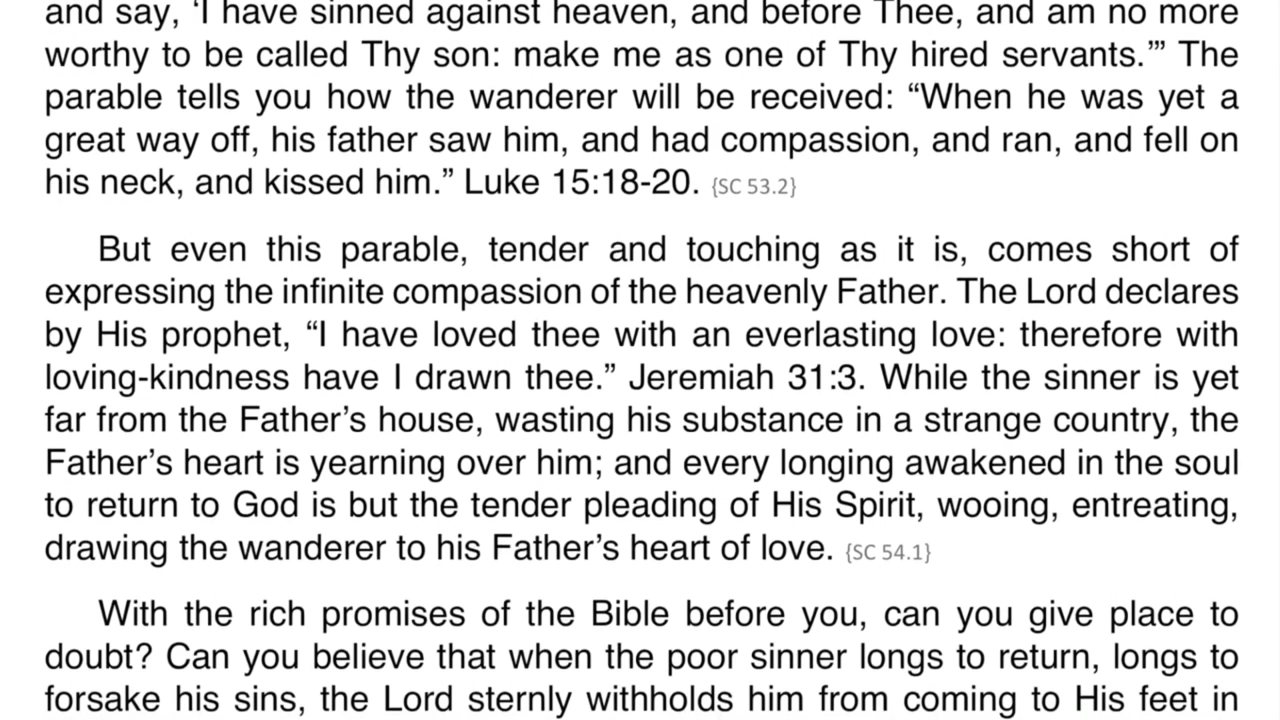 and say, ‘I have sinned against heaven, and before Thee, and am no more
worthy to be called Thy son: make me as one of Thy hired servants.’” The
parable tells you how the wanderer will be received: “When he was yet a
great way off, his father saw him, and had compassion, and ran, and fell on
his neck, and kissed him.” Luke 15:18-20. {SC 53.2}
But even this parable, tender and touching as it is, comes short of
expressing the infinite compassion of the heavenly Father. The Lord declares
by His prophet, “I have loved thee with an everlasting love: therefore with
loving-kindness have I drawn thee.” Jeremiah 31:3. While the sinner is yet
far from the Father’s house, wasting his substance in a strange country, the
Father’s heart is yearning over him; and every longing awakened in the soul
to return to God is but the tender pleading of His Spirit, wooing, entreating,
drawing the wanderer to his Father’s heart of love. {SC 54.1}
With the rich promises of the Bible before you, can you give place to
doubt? Can you believe that when the poor sinner longs to return, longs to
forsake his sins, the Lord sternly withholds him from coming to His feet in